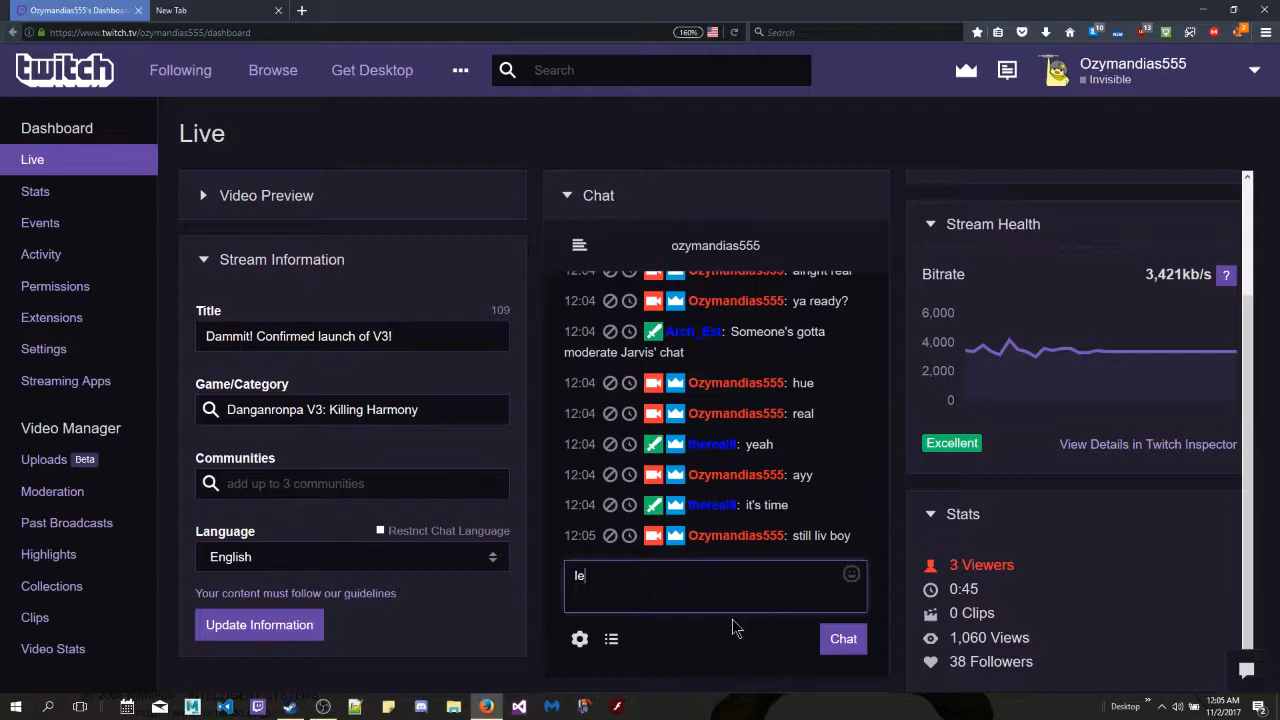 Ozymandias555's Dashboard
New Tab
https://www.twitch.tv/ozymandias555/dashboard
160%
Search
twitch
Following
Browse
Get Desktop
Search
Ozymandias555
Invisible
Dashboard
Live
Stats
Events
Activity
Permissions
Extensions
Settings
Streaming Apps
Video Manager
Uploads Beta
Moderation
Past Broadcasts
Highlights
Collections
Clips
Video Stats
Live
Video Preview
Stream Information
Title 109
Dammit! Confirmed launch of V3!
Game/Category
Danganronpa V3: Killing Harmony
Communities
add up to 3 communities
Language Restrict Chat Language
English
Your content must follow our guidelines
Update Information
Chat
ozymandias555
12:04 Ozymandias555: alright real
12:04 Ozymandias555: ya ready?
12:04 Arch_Est: Someone's gotta
moderate Jarvis' chat
12:04 Ozymandias555: hue
12:04 Ozymandias555: real
12:04 thereal9: yeah
12:04 Ozymandias555: ayy
12:04 thereal9: it's time
12:05 Ozymandias555: still liv boy
le
Chat
Stream Health
Bitrate 3,421kb/s ?
6,000
4,000
2,000
0
Excellent View Details in Twitch Inspector
Stats
3 Viewers
0:45
0 Clips
1,060 Views
38 Followers
Desktop
12:05 AM
11/2/2017